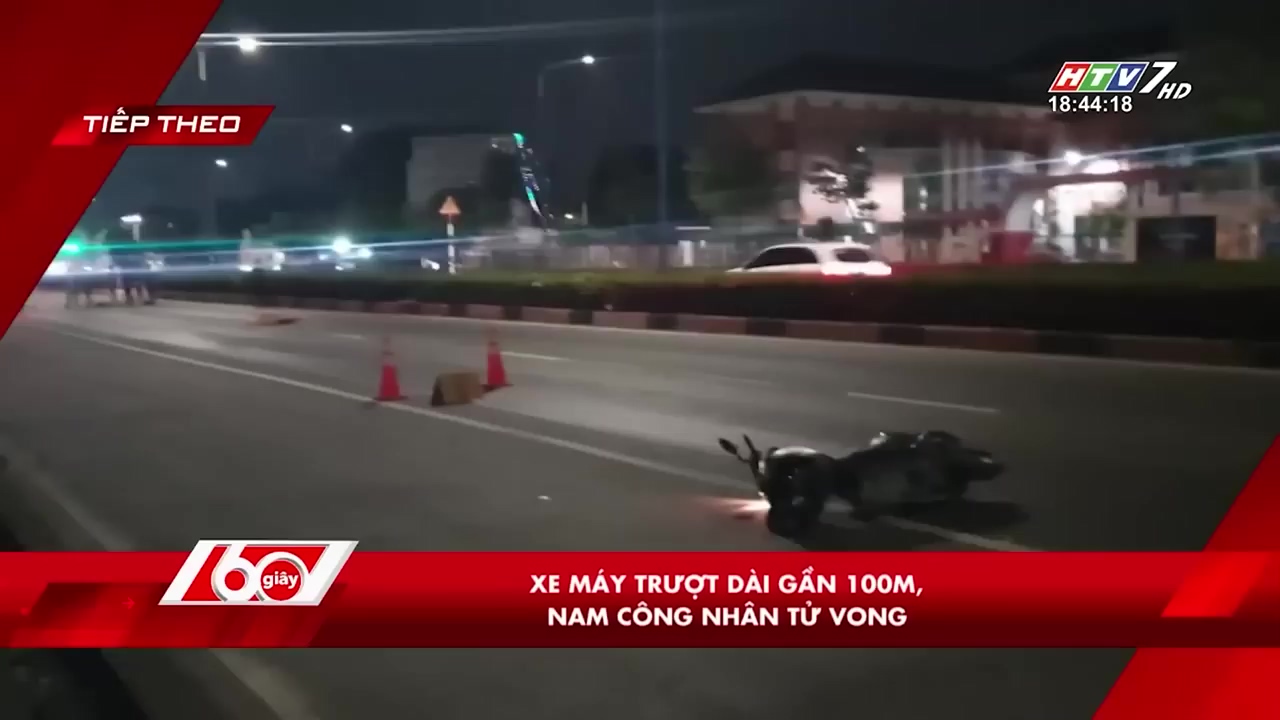 TIẾP THEO
HTV7 HD
18:44:18
60 giây
XE MÁY TRƯỢT DÀI GẦN 100M,
NAM CÔNG NHÂN TỬ VONG